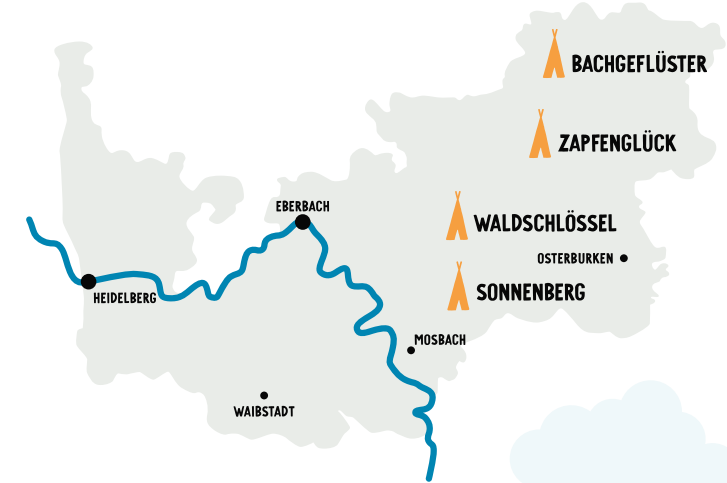 BACHGEFLÜSTER
ZAPFENGLÜCK
EBERBACH
WALDSCHLÖSSEL
OSTERBURKEN
HEIDELBERG
SONNENBERG
MOSBACH
WAIBSTADT